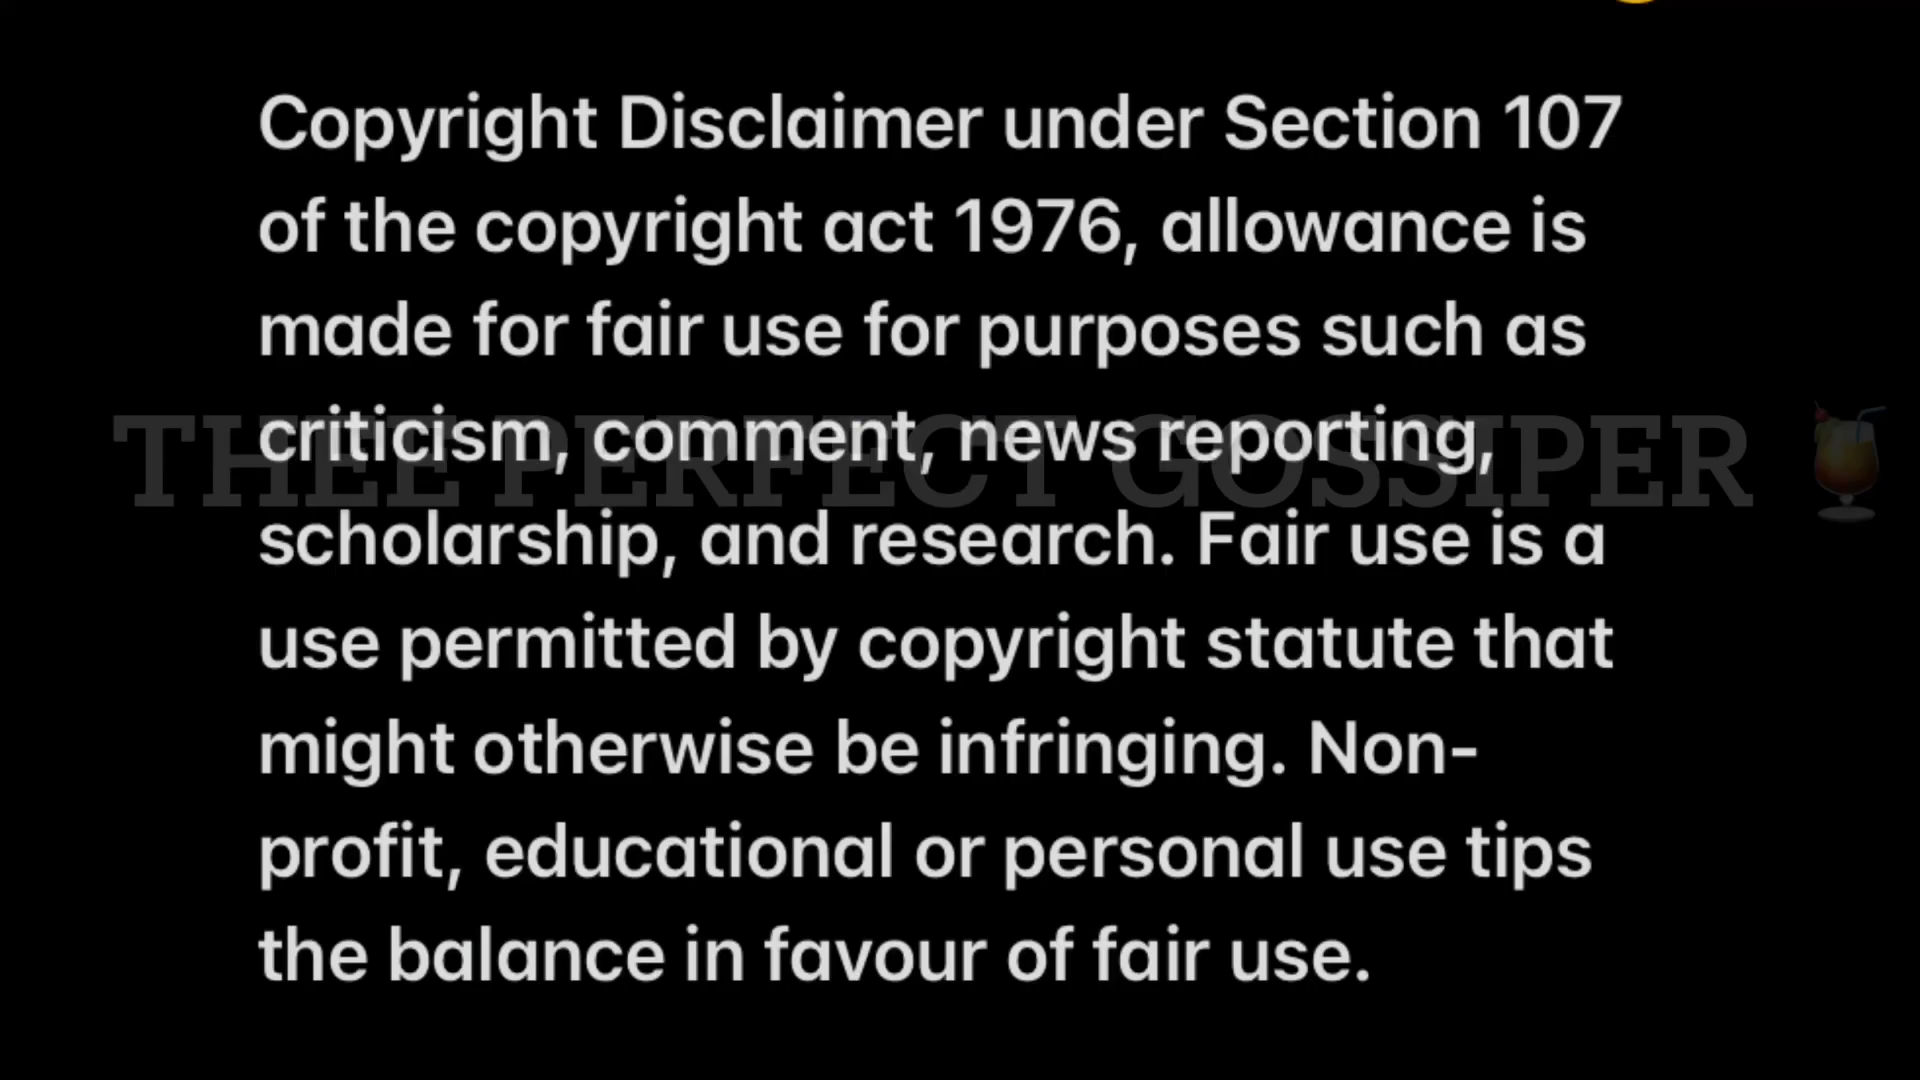 Copyright Disclaimer under Section 107
of the copyright act 1976, allowance is
made for fair use for purposes such as
criticism, comment, news reporting,
THEE PERFECT GOSSIPER
scholarship, and research. Fair use is a
use permitted by copyright statute that
might otherwise be infringing. Non-
profit, educational or personal use tips
the balance in favour of fair use.